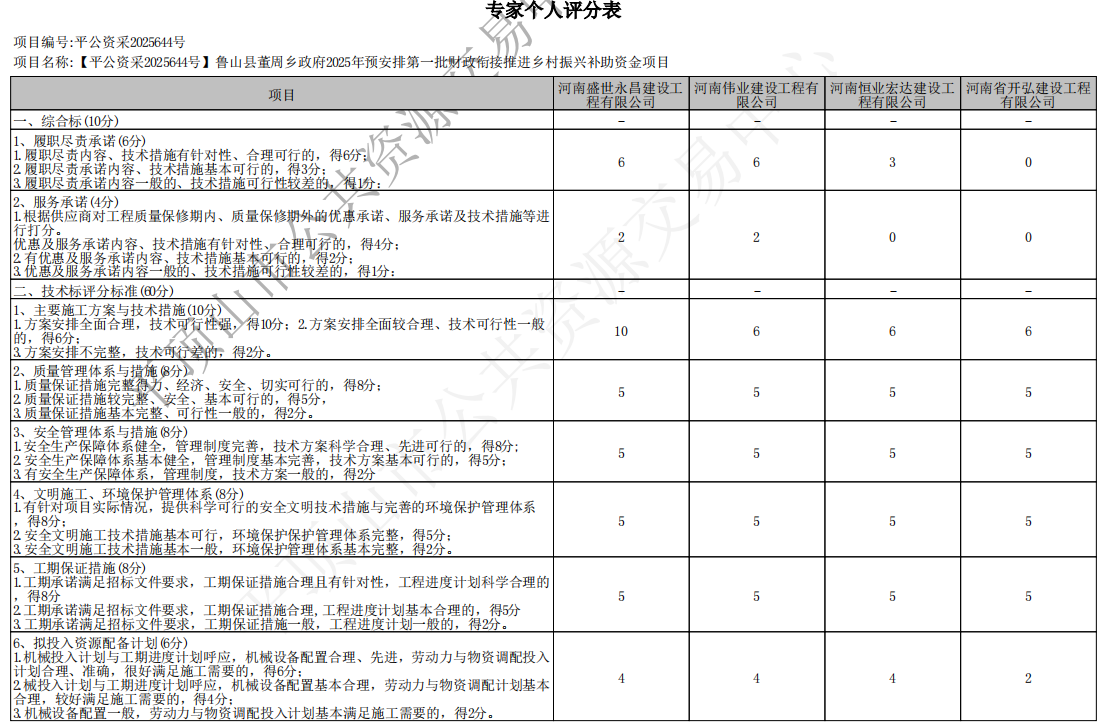 专家个人评分表
项目编号:平公资采2025644号
项目名称:【平公资采2025644号】鲁山县董周乡政府2025年预安排第一批财政衔接推进乡村振兴补助资金项目
项目
河南盛世永昌建设工程有限公司
河南伟业建设工程有限公司
河南恒业宏达建设工程有限公司
河南省开弘建设工程有限公司
一、综合标(10分)
－ － － －
1、履职尽责承诺(6分)
1.履职尽责内容、技术措施有针对性、合理可行的，得6分；
2.履职尽责承诺内容、技术措施基本可行的，得3分；
3.履职尽责承诺内容一般的、技术措施可行性较差的，得1分；
6 6 3 0
2、服务承诺(4分)
1.根据供应商对工程质量保修期内、质量保修期外的优惠承诺、服务承诺及技术措施等进
行打分。
优惠及服务承诺内容、技术措施有针对性、合理可行的，得4分；
2.有优惠及服务承诺内容、技术措施基本可行的，得2分；
3.优惠及服务承诺内容一般的、技术措施可行性较差的，得1分；
2 2 0 0
二、技术标评分标准(60分)
－ － － －
1、主要施工方案与技术措施(10分)
1.方案安排全面合理，技术可行性强，得10分；2.方案安排全面较合理、技术可行性一般
的，得6分；
3.方案安排不完整，技术可行差的，得2分。
10 6 6 6
2、质量管理体系与措施(8分)
1.质量保证措施完整得力、经济、安全、切实可行的，得8分；
2.质量保证措施较完整、安全、基本可行的，得5分，
3.质量保证措施基本完整、可行性一般的，得2分。
5 5 5 5
3、安全管理体系与措施(8分)
1.安全生产保障体系健全，管理制度完善，技术方案科学合理、先进可行的，得8分；
2.安全生产保障体系基本健全，管理制度基本完善，技术方案基本可行的，得5分；
3.有安全生产保障体系，管理制度，技术方案一般的，得2分
5 5 5 5
4、文明施工、环境保护管理体系(8分)
1.有针对项目实际情况，提供科学可行的安全文明技术措施与完善的环境保护管理体系
，得8分；
2.安全文明施工技术措施基本可行，环境保护保护管理体系完整，得5分；
3.安全文明施工技术措施基本一般，环境保护管理体系基本完整，得2分。
5 5 5 5
5、工期保证措施(8分)
1.工期承诺满足招标文件要求，工期保证措施合理且有针对性，工程进度计划科学合理的
，得8分
2.工期承诺满足招标文件要求，工期保证措施合理,工程进度计划基本合理的，得5分
3.工期承诺满足招标文件要求，工期保证措施一般，工程进度计划一般的，得2分。
5 5 5 5
6、拟投入资源配备计划(6分)
1.机械投入计划与工期进度计划呼应，机械设备配置合理、先进，劳动力与物资调配投入
计划合理、准确，很好满足施工需要的，得6分；
2.械投入计划与工期进度计划呼应，机械设备配置基本合理，劳动力与物资调配计划基本
合理，较好满足施工需要的，得4分；
3.机械设备配置一般，劳动力与物资调配投入计划基本满足施工需要的，得2分。
4 4 4 2
平顶山市公共资源交易中心
平顶山市公共资源交易中心